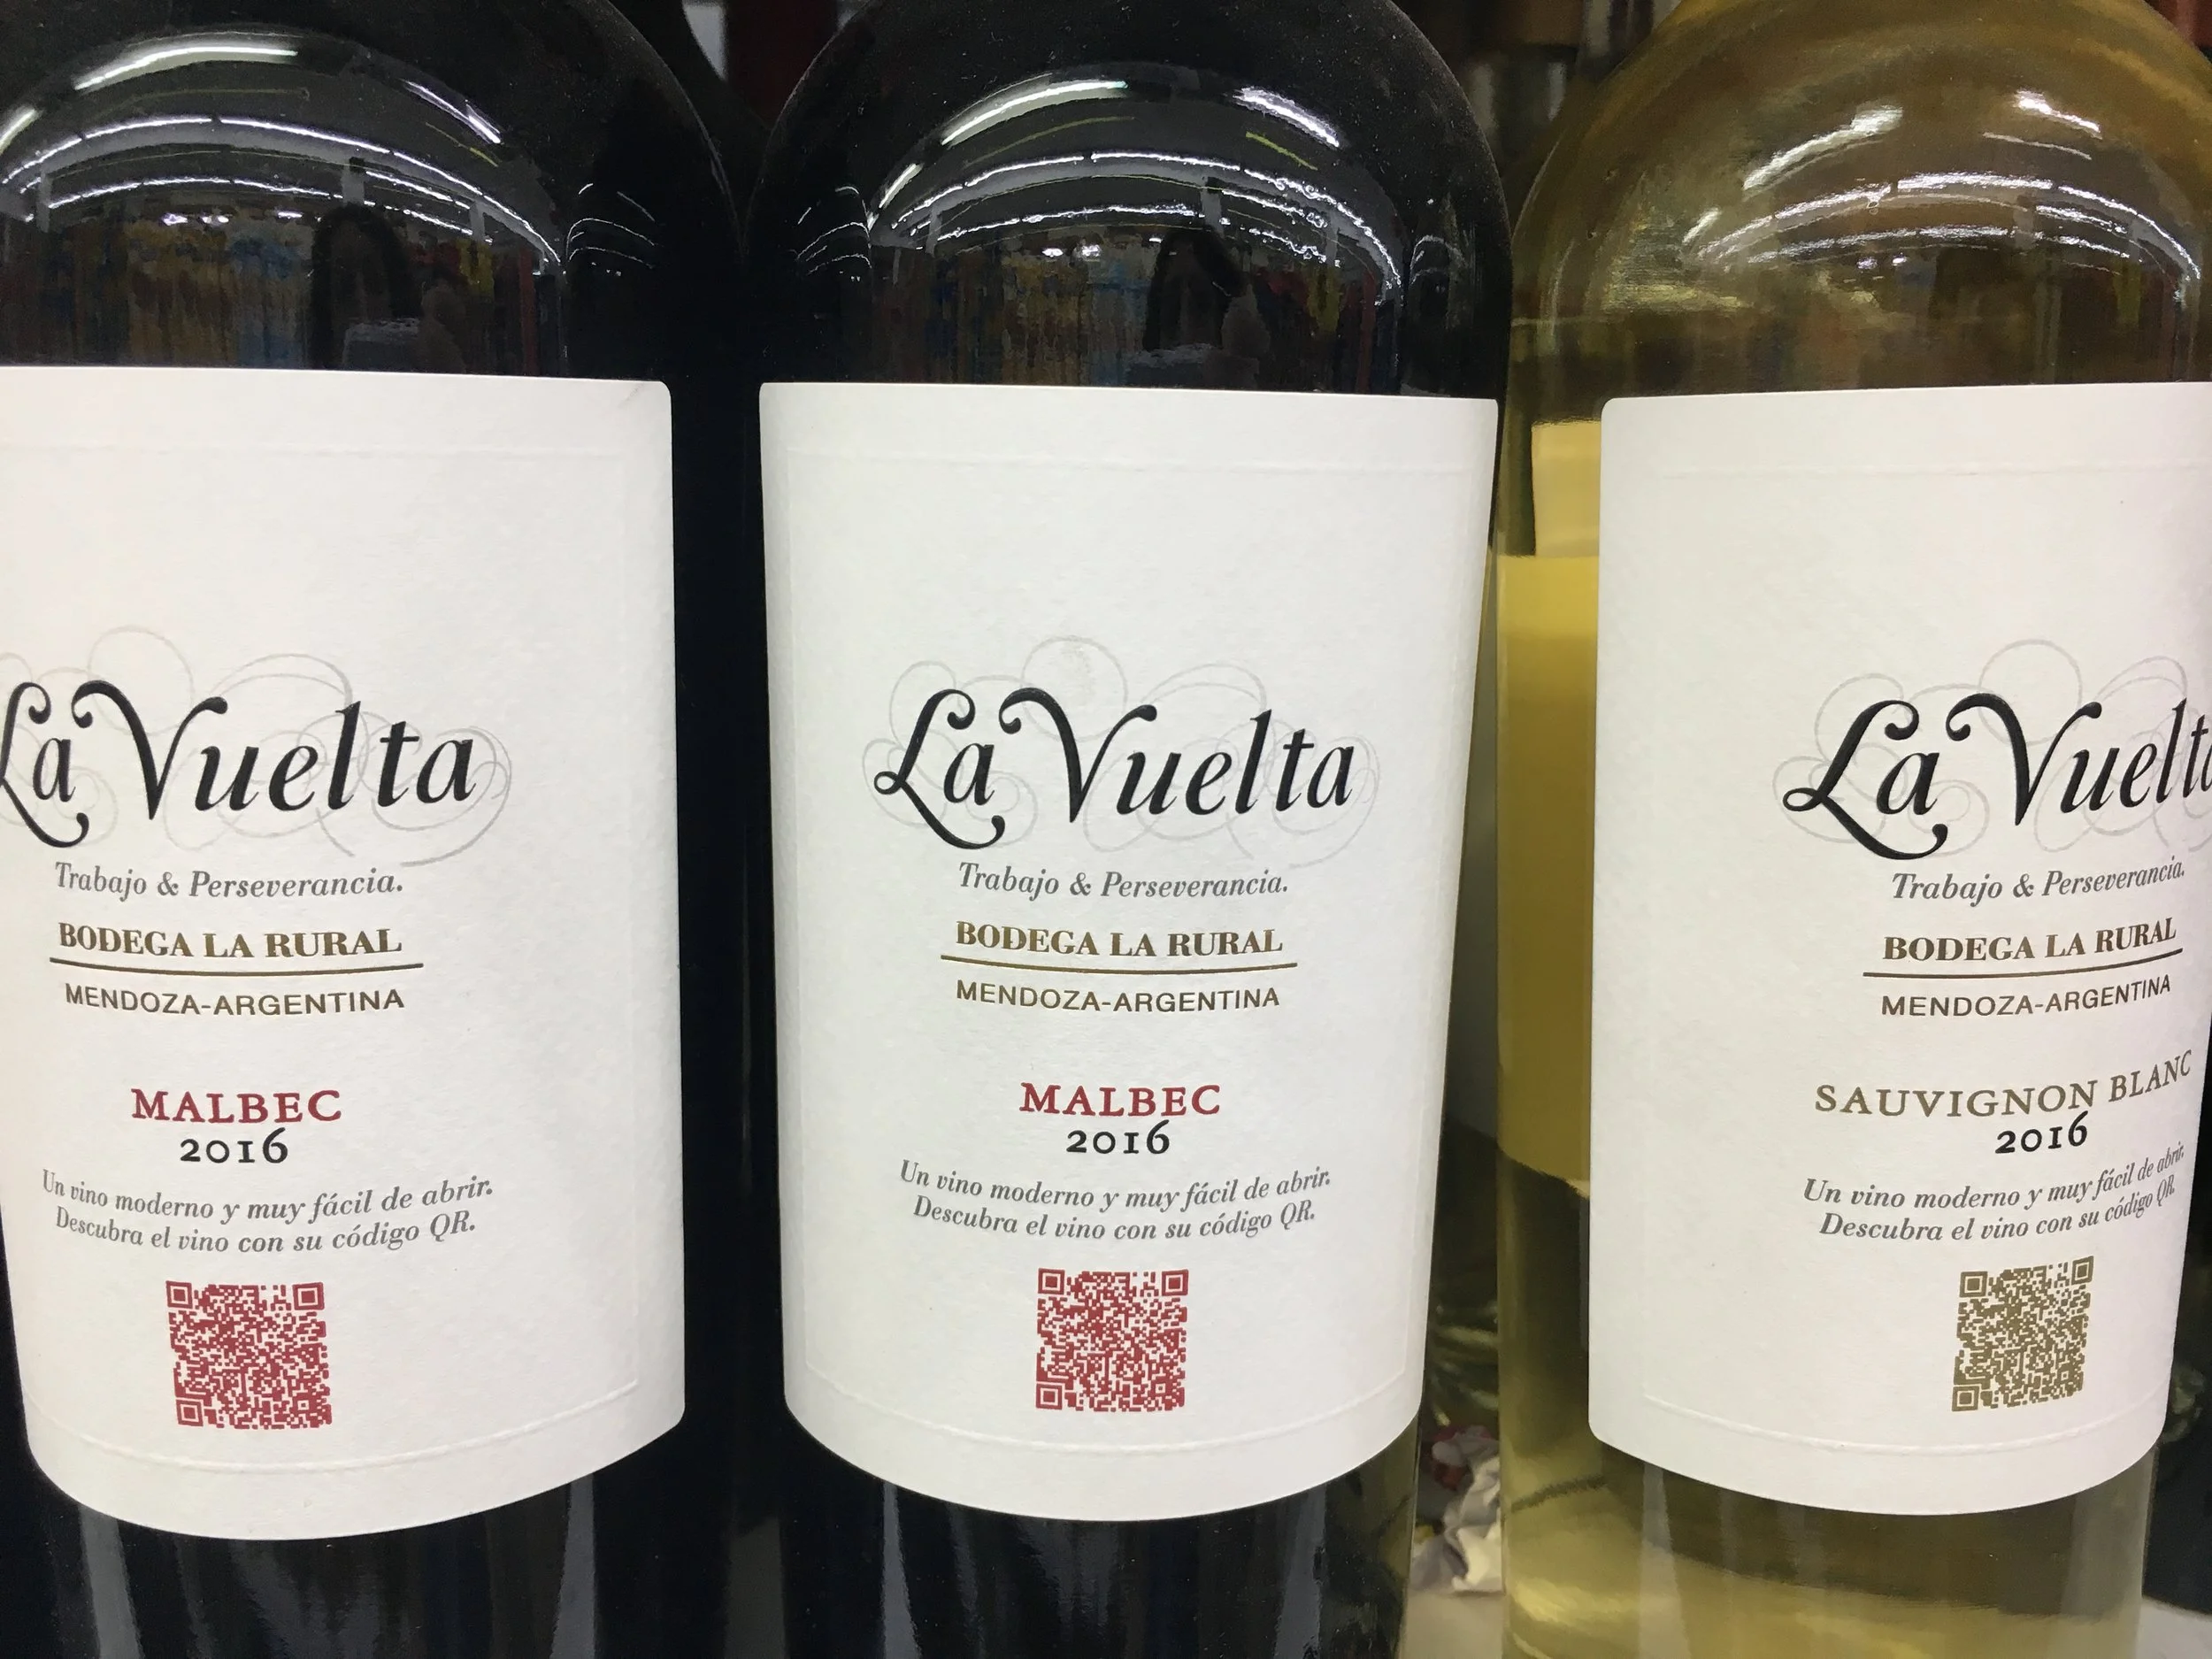 La Vuelta
Trabajo & Perseverancia.
BODEGA LA RURAL
MENDOZA-ARGENTINA
MALBEC
2016
Un vino moderno y muy fácil de abrir.
Descubra el vino con su código QR.
La Vuelta
Trabajo & Perseverancia.
BODEGA LA RURAL
MENDOZA-ARGENTINA
MALBEC
2016
Un vino moderno y muy fácil de abrir.
Descubra el vino con su código QR.
La Vuelta
Trabajo & Perseverancia.
BODEGA LA RURAL
MENDOZA-ARGENTINA
SAUVIGNON BLANC
2016
Un vino moderno y muy fácil de abrir.
Descubra el vino con su código QR.